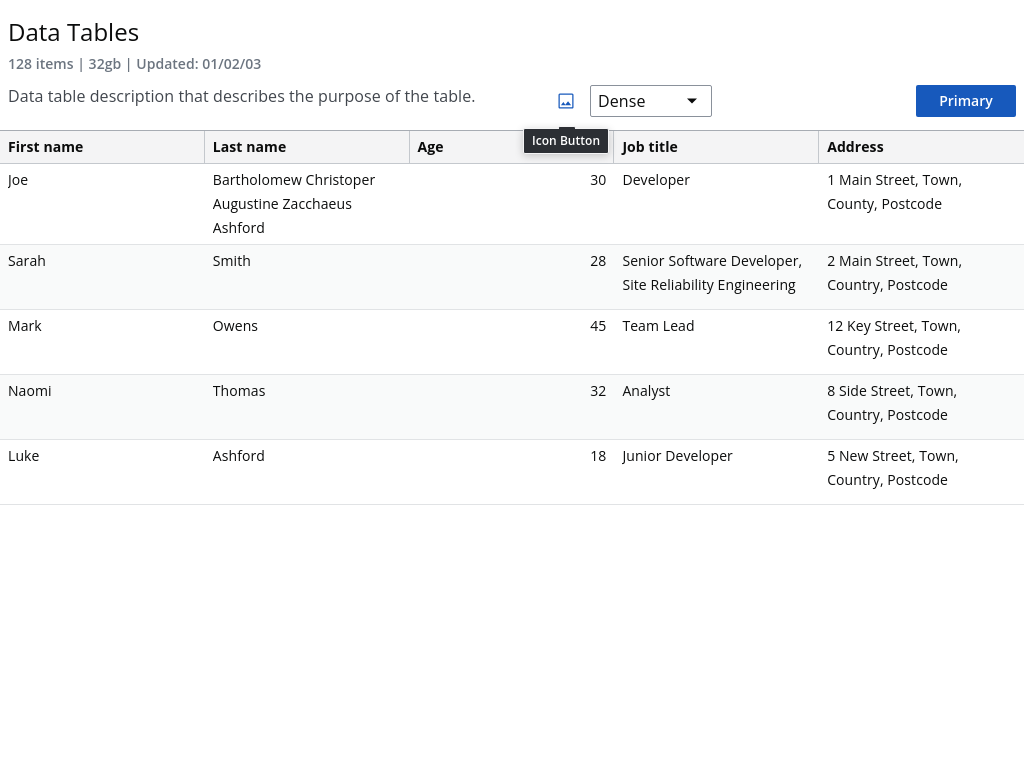 Data Tables
128 items | 32gb | Updated: 01/02/03
Data table description that describes the purpose of the table.
Dense
Primary
Icon Button
First name Last name Age Job title Address
Joe Bartholomew Christoper Augustine Zacchaeus Ashford 30 Developer 1 Main Street, Town, County, Postcode
Sarah Smith 28 Senior Software Developer, Site Reliability Engineering 2 Main Street, Town, Country, Postcode
Mark Owens 45 Team Lead 12 Key Street, Town, Country, Postcode
Naomi Thomas 32 Analyst 8 Side Street, Town, Country, Postcode
Luke Ashford 18 Junior Developer 5 New Street, Town, Country, Postcode